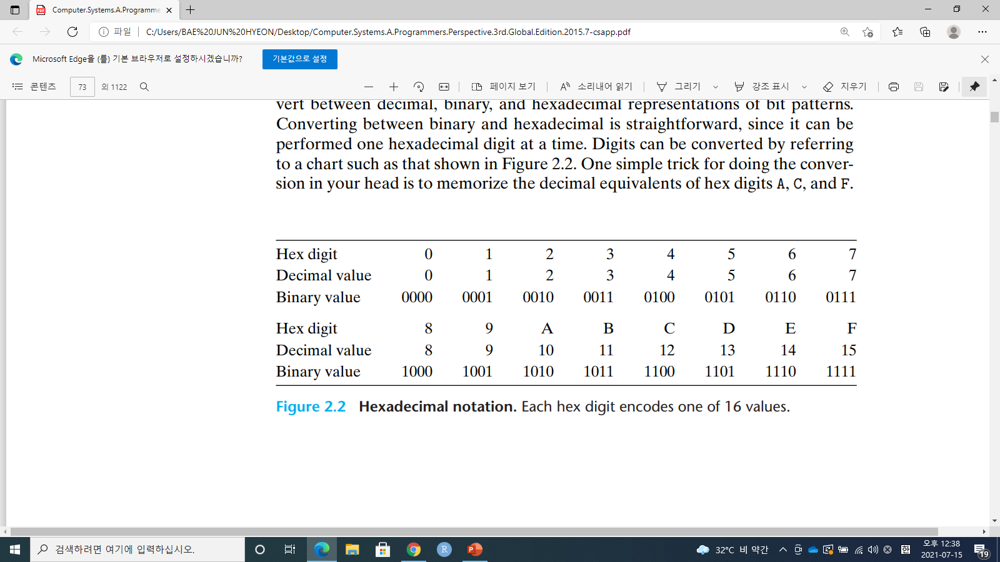 Computer.Systems.A.Programme
파일
C:/Users/BAE%20JUN%20HYEON/Desktop/Computer.Systems.A.Programmers.Perspective.3rd.Global.Edition.2015.7-csapp.pdf
Microsoft Edge을 (를) 기본 브라우저로 설정하시겠습니까? 기본값으로 설정
콘텐츠 73 의 1122 페이지 보기 소리내어 읽기 그리기 강조 표시 지우기
vert between decimal, binary, and hexadecimal representations of bit patterns.
Converting between binary and hexadecimal is straightforward, since it can be
performed one hexadecimal digit at a time. Digits can be converted by referring
to a chart such as that shown in Figure 2.2. One simple trick for doing the conver-
sion in your head is to memorize the decimal equivalents of hex digits A, C, and F.
Hex digit 0 1 2 3 4 5 6 7
Decimal value 0 1 2 3 4 5 6 7
Binary value 0000 0001 0010 0011 0100 0101 0110 0111
Hex digit 8 9 A B C D E F
Decimal value 8 9 10 11 12 13 14 15
Binary value 1000 1001 1010 1011 1100 1101 1110 1111
Figure 2.2 Hexadecimal notation. Each hex digit encodes one of 16 values.
검색하려면 여기에 입력하십시오.
R
P
32°C 비 약간
한
오후 12:38
2021-07-15
19